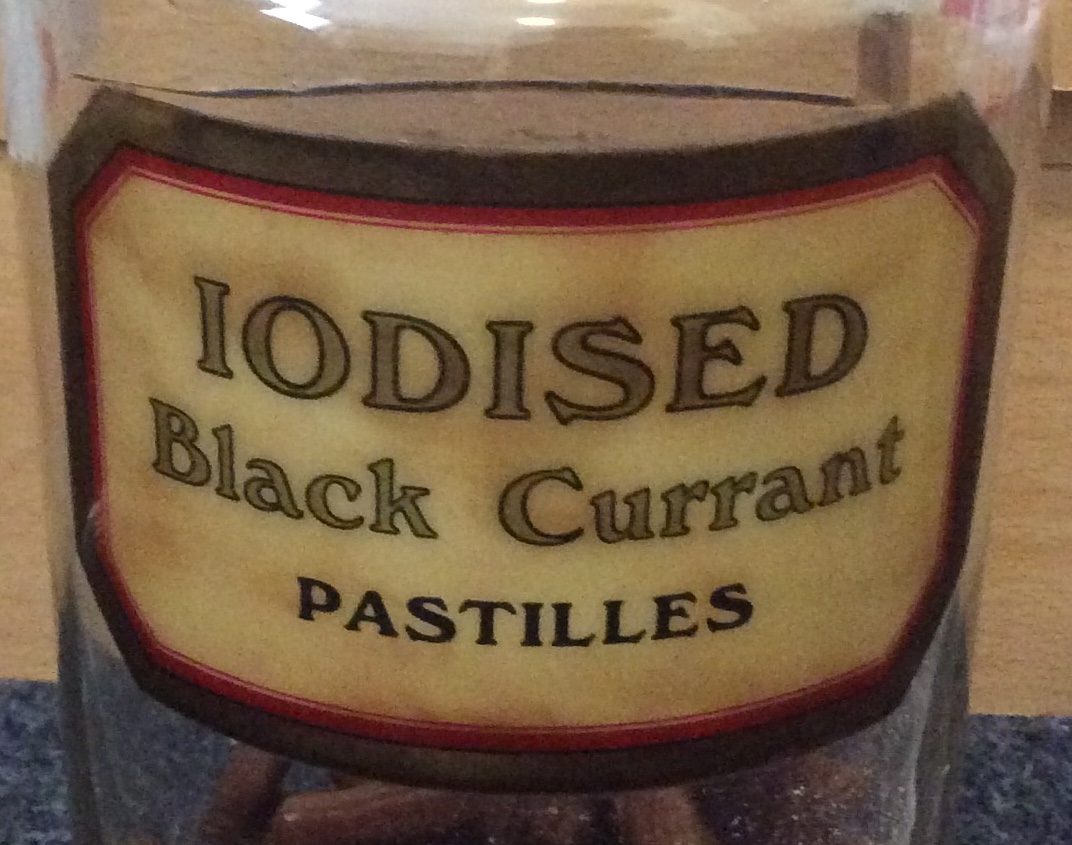 IODISED
Black Currant
PASTILLES